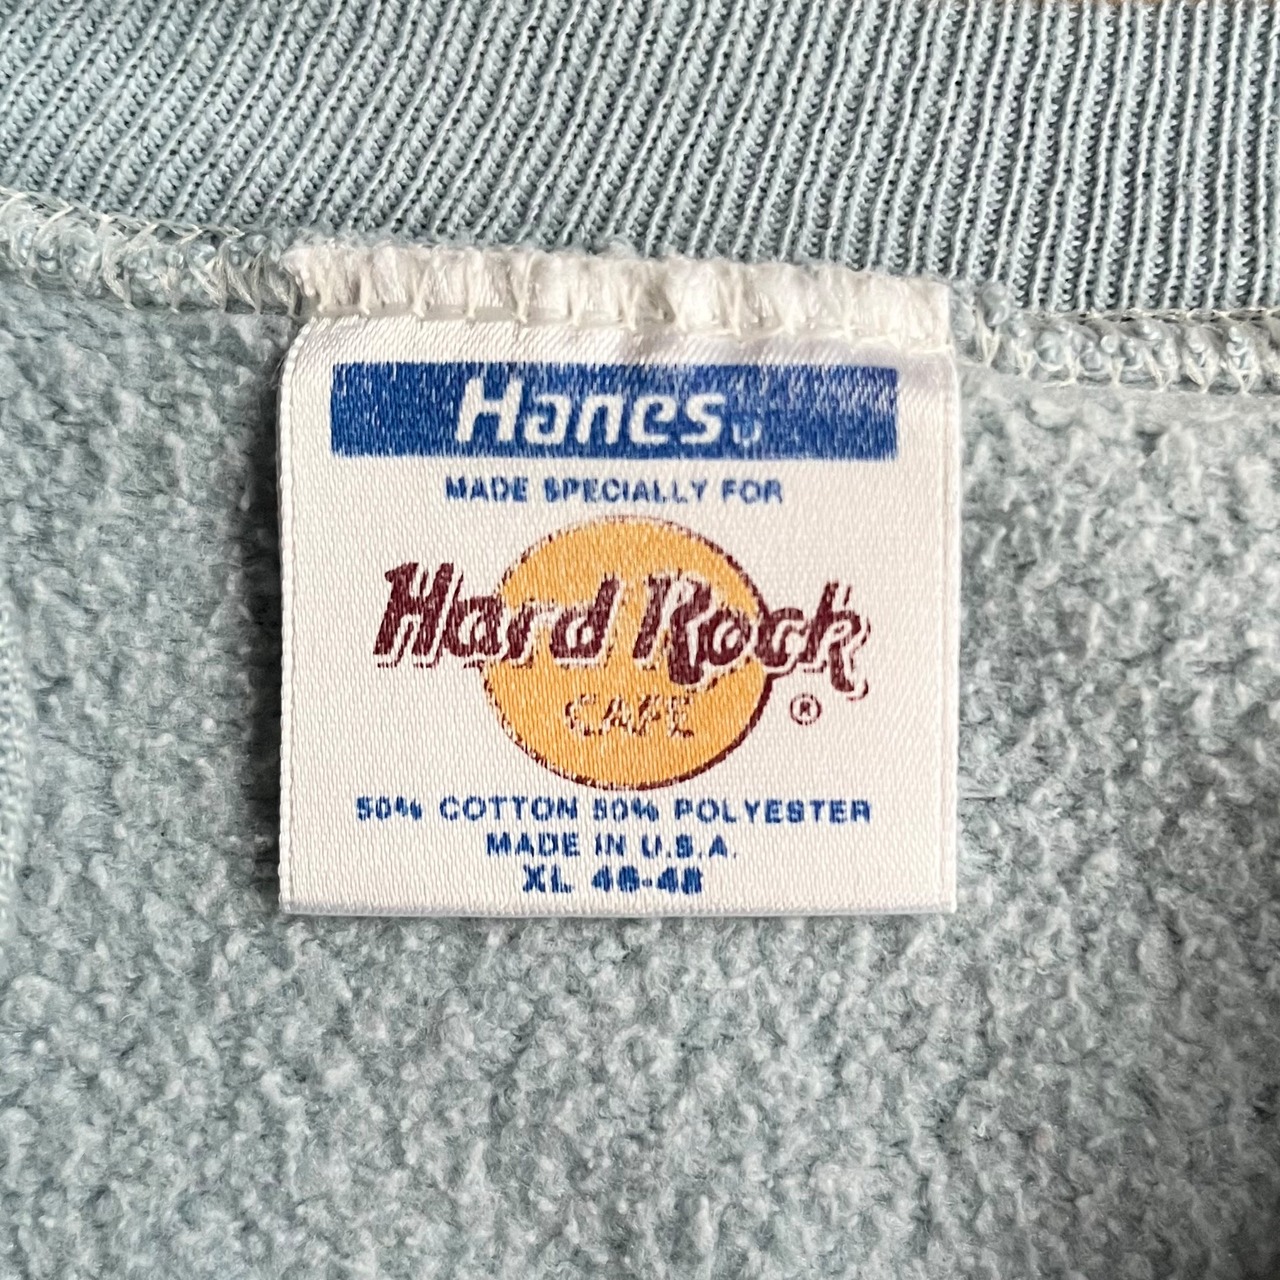 Hanes
MADE SPECIALLY FOR
Hard Rock
CAFE ®
50% COTTON 50% POLYESTER
MADE IN U.S.A.
XL 46-48